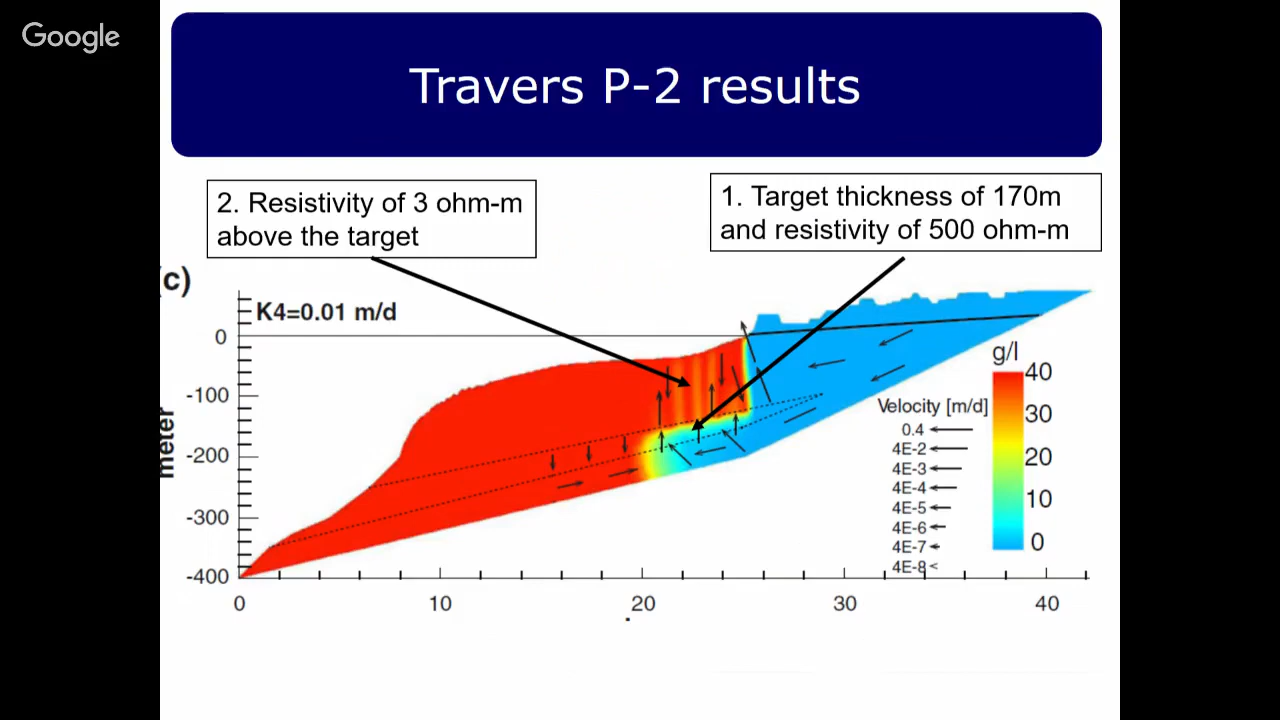 Google
Travers P-2 results
2. Resistivity of 3 ohm-m
above the target
1. Target thickness of 170m
and resistivity of 500 ohm-m
(c)
K4=0.01 m/d
meter
0
-100
-200
-300
-400
0
10
20
30
40
g/l
40
30
20
10
0
Velocity [m/d]
0.4
4E-2
4E-3
4E-4
4E-5
4E-6
4E-7
4E-8